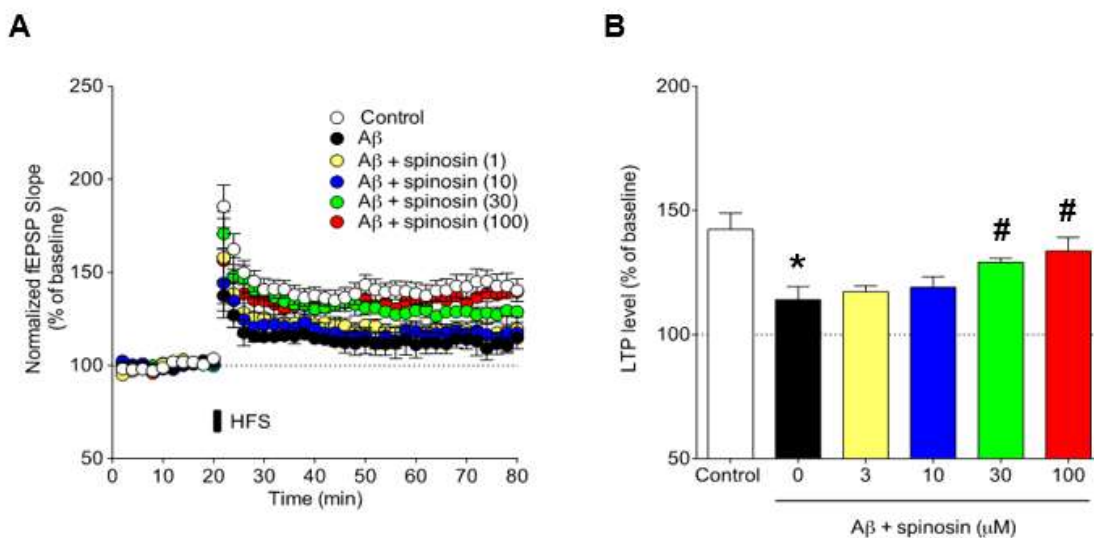 A
Normalized fEPSP Slope
(% of baseline)
250
200
150
100
50
0
10
20
30
40
50
60
70
80
Time (min)
Control
Aβ
Aβ + spinosin (1)
Aβ + spinosin (10)
Aβ + spinosin (30)
Aβ + spinosin (100)
HFS
B
LTP level (% of baseline)
200
150
100
50
*
#
#
Control
0
3
10
30
100
Aβ + spinosin (μM)